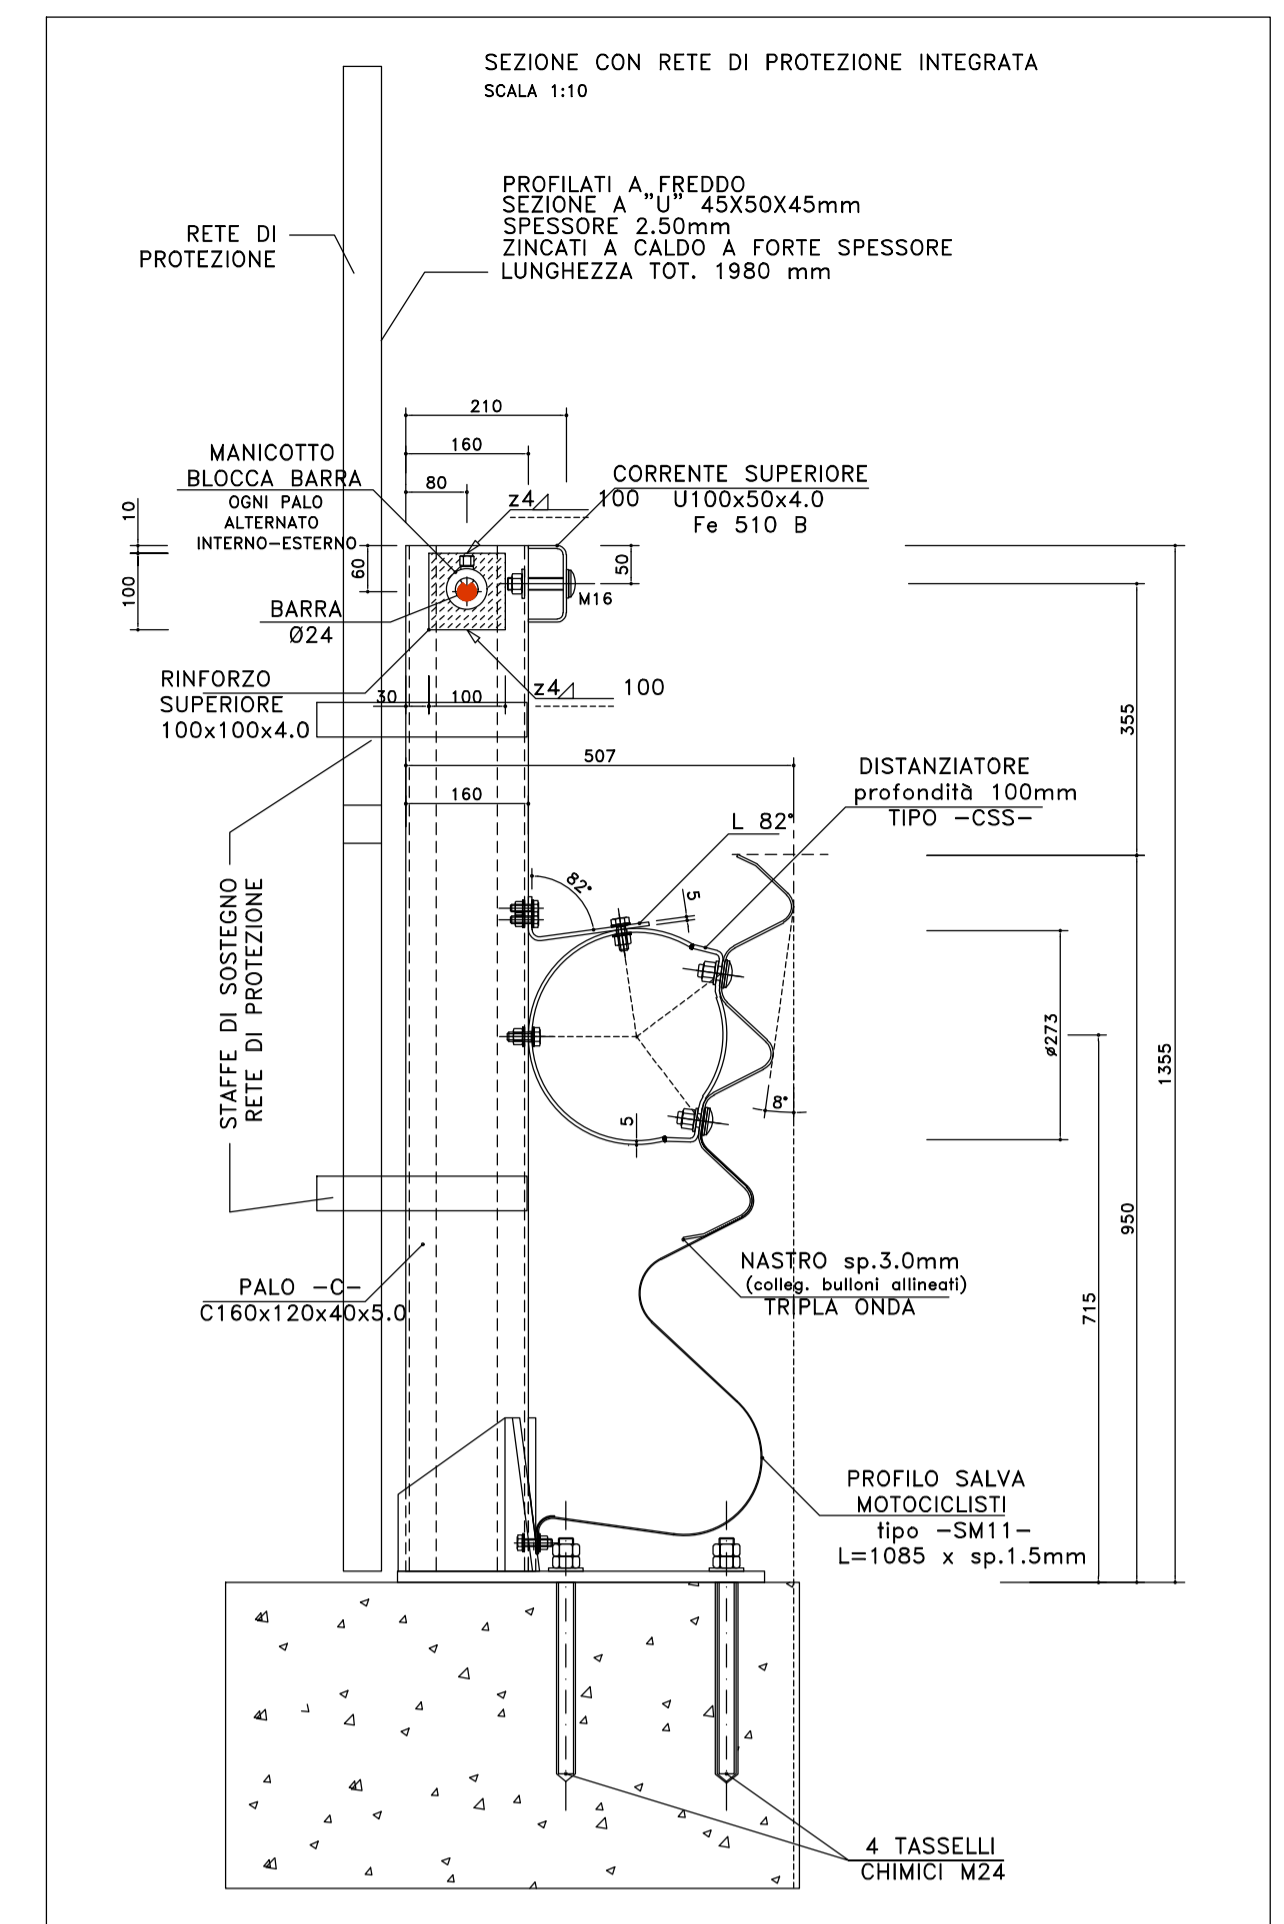 SEZIONE CON RETE DI PROTEZIONE INTEGRATA
SCALA 1:10
PROFILATI A FREDDO
SEZIONE A "U" 45X50X45mm
SPESSORE 2.50mm
ZINCATI A CALDO A FORTE SPESSORE
LUNGHEZZA TOT. 1980 mm
RETE DI
PROTEZIONE
210
160
80
MANICOTTO
BLOCCA BARRA
OGNI PALO
ALTERNATO
INTERNO-ESTERNO
z4 100
CORRENTE SUPERIORE
U100x50x4.0
Fe 510 B
10
100
60
50
M16
BARRA
Ø24
RINFORZO
SUPERIORE
100x100x4.0
30
100
z4 100
355
507
160
DISTANZIATORE
profondità 100mm
TIPO -CSS-
L 82°
82°
5
STAFFE DI SOSTEGNO
RETE DI PROTEZIONE
ø273
1355
8°
5
950
715
NASTRO sp.3.0mm
(colleg. bulloni allineati)
TRIPLA ONDA
PALO -C-
C160x120x40x5.0
PROFILO SALVA
MOTOCICLISTI
tipo -SM11-
L=1085 x sp.1.5mm
4 TASSELLI
CHIMICI M24